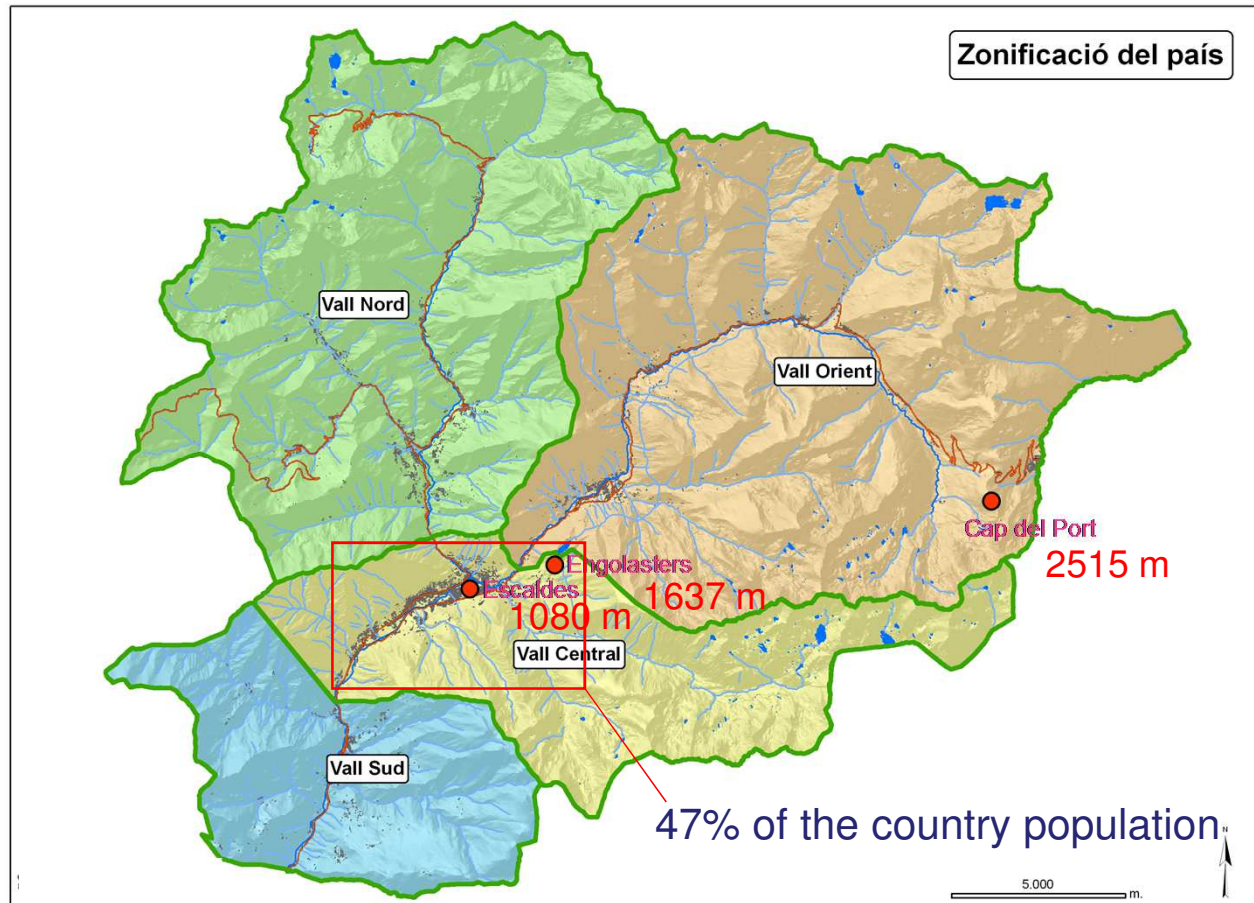 Zonificació del país
Vall Nord
Vall Orient
Cap del Port
2515 m
Engolasters
1637 m
Escaldes
1080 m
Vall Central
Vall Sud
47% of the country population
N
5.000
m.